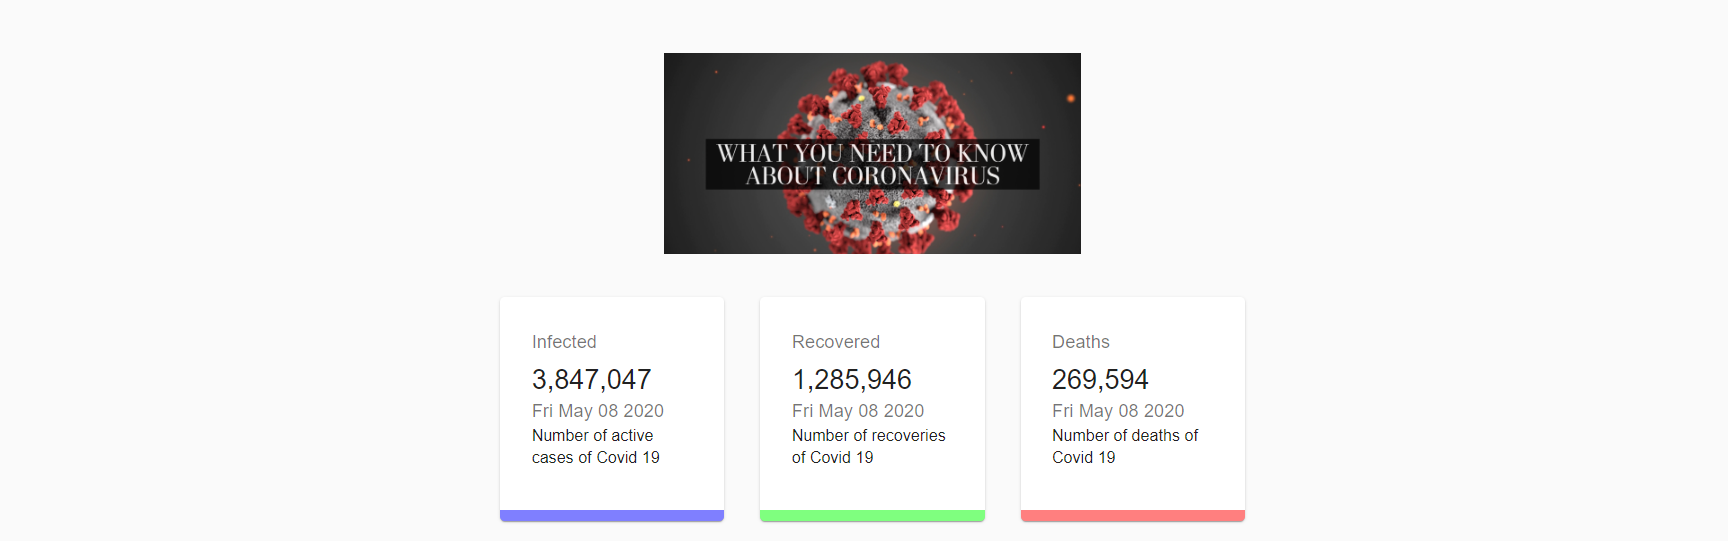 WHAT YOU NEED TO KNOW
ABOUT CORONAVIRUS
Infected
3,847,047
Fri May 08 2020
Number of active
cases of Covid 19
Recovered
1,285,946
Fri May 08 2020
Number of recoveries
of Covid 19
Deaths
269,594
Fri May 08 2020
Number of deaths of
Covid 19